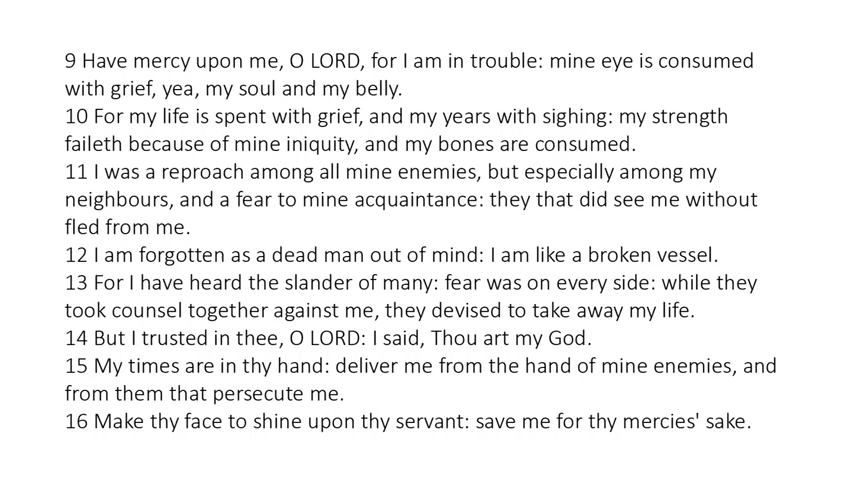 9 Have mercy upon me, O LORD, for I am in trouble: mine eye is consumed
with grief, yea, my soul and my belly.
10 For my life is spent with grief, and my years with sighing: my strength
faileth because of mine iniquity, and my bones are consumed.
11 I was a reproach among all mine enemies, but especially among my
neighbours, and a fear to mine acquaintance: they that did see me without
fled from me.
12 I am forgotten as a dead man out of mind: I am like a broken vessel.
13 For I have heard the slander of many: fear was on every side: while they
took counsel together against me, they devised to take away my life.
14 But I trusted in thee, O LORD: I said, Thou art my God.
15 My times are in thy hand: deliver me from the hand of mine enemies, and
from them that persecute me.
16 Make thy face to shine upon thy servant: save me for thy mercies' sake.